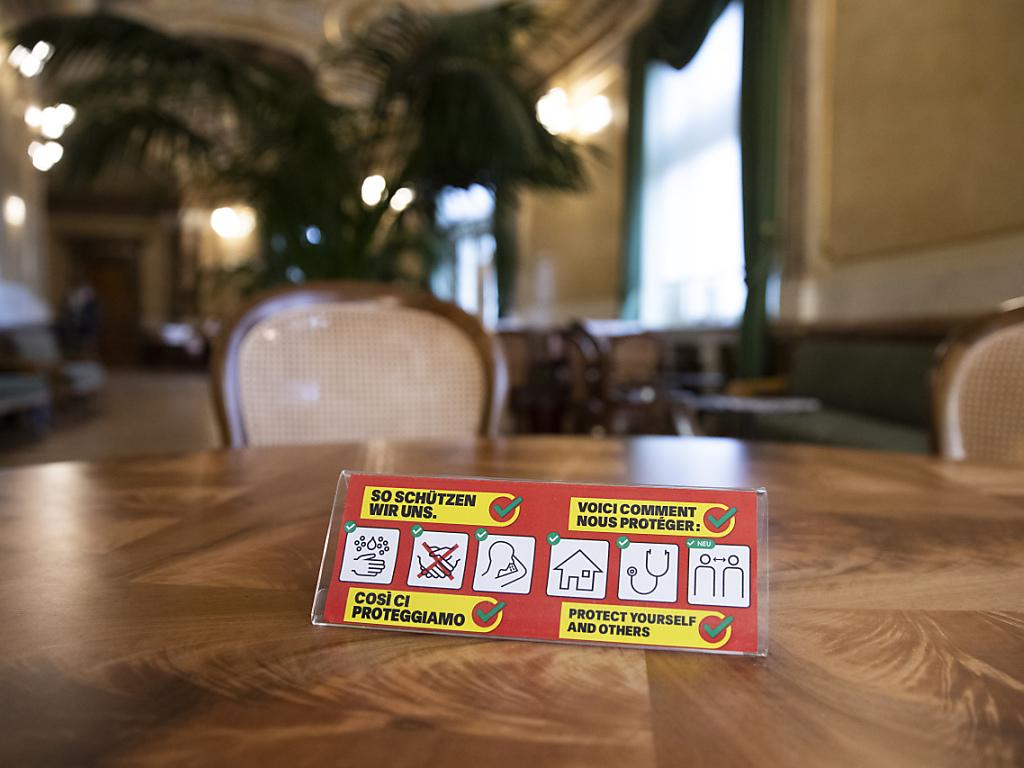 SO SCHÜTZEN
WIR UNS.
VOICI COMMENT
NOUS PROTÉGER:
NEU
COSÌ CI
PROTEGGIAMO
PROTECT YOURSELF
AND OTHERS